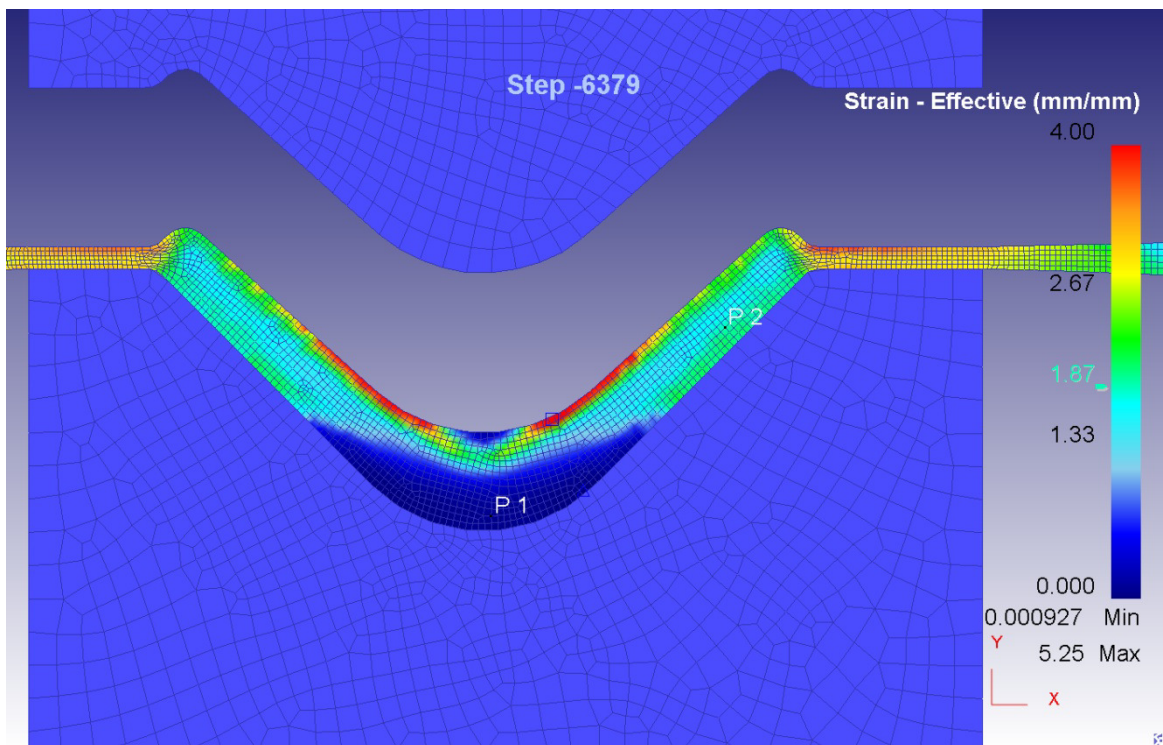 Step -6379
Strain - Effective (mm/mm)
4.00
2.67
P 2
1.87
1.33
P 1
0.000
0.000927 Min
Y
5.25 Max
X